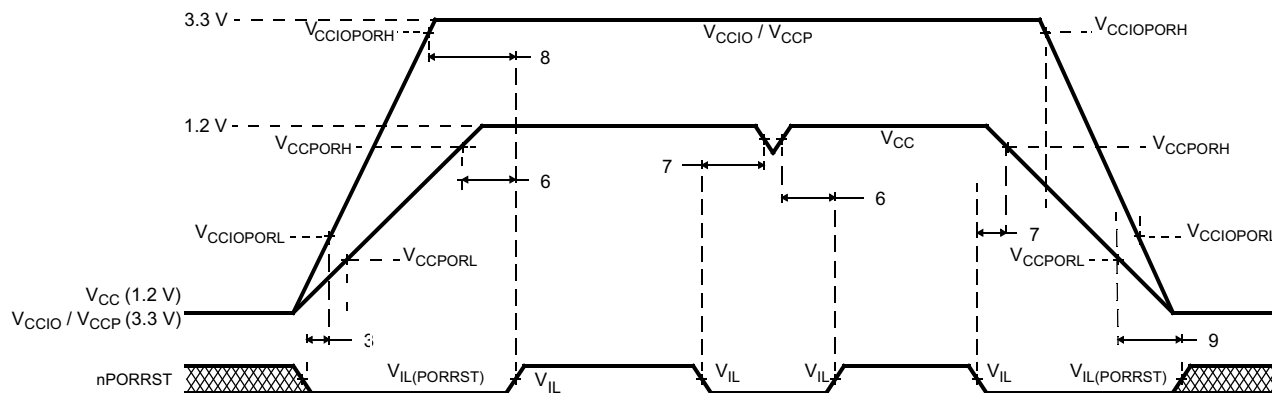 3.3 V
VCCIOPORH
VCCIO / VCCP
VCCIOPORH
8
1.2 V
VCCPORH
VCC
VCCPORH
7
6
6
VCCIOPORL
VCCPORL
7
VCCIOPORL
VCCPORL
VCC (1.2 V)
VCCIO / VCCP (3.3 V)
3
9
nPORRST
VIL(PORRST)
VIL
VIL
VIL
VIL
VIL(PORRST)